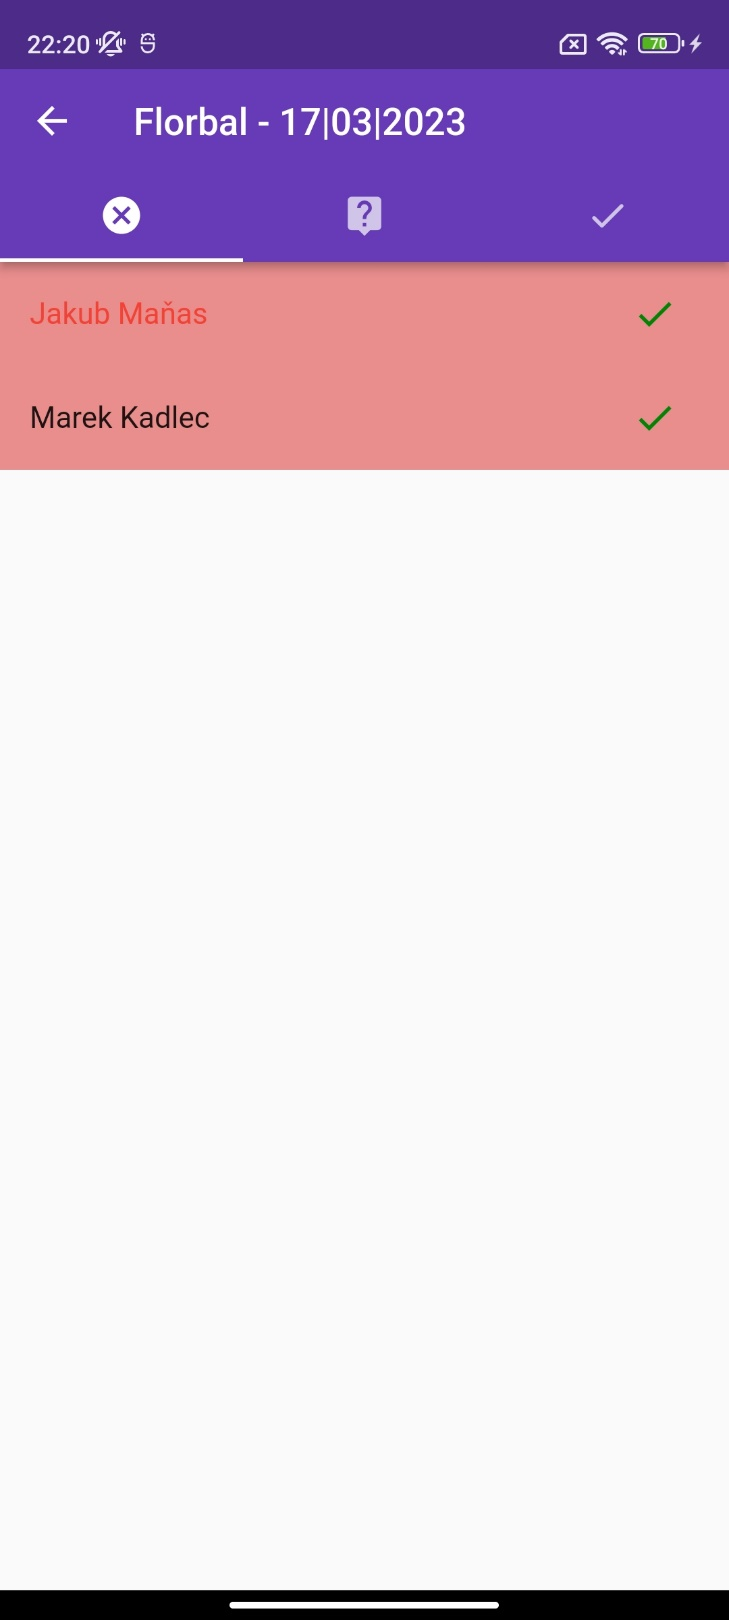 22:20
70
Florbal - 17|03|2023
Jakub Maňas
Marek Kadlec